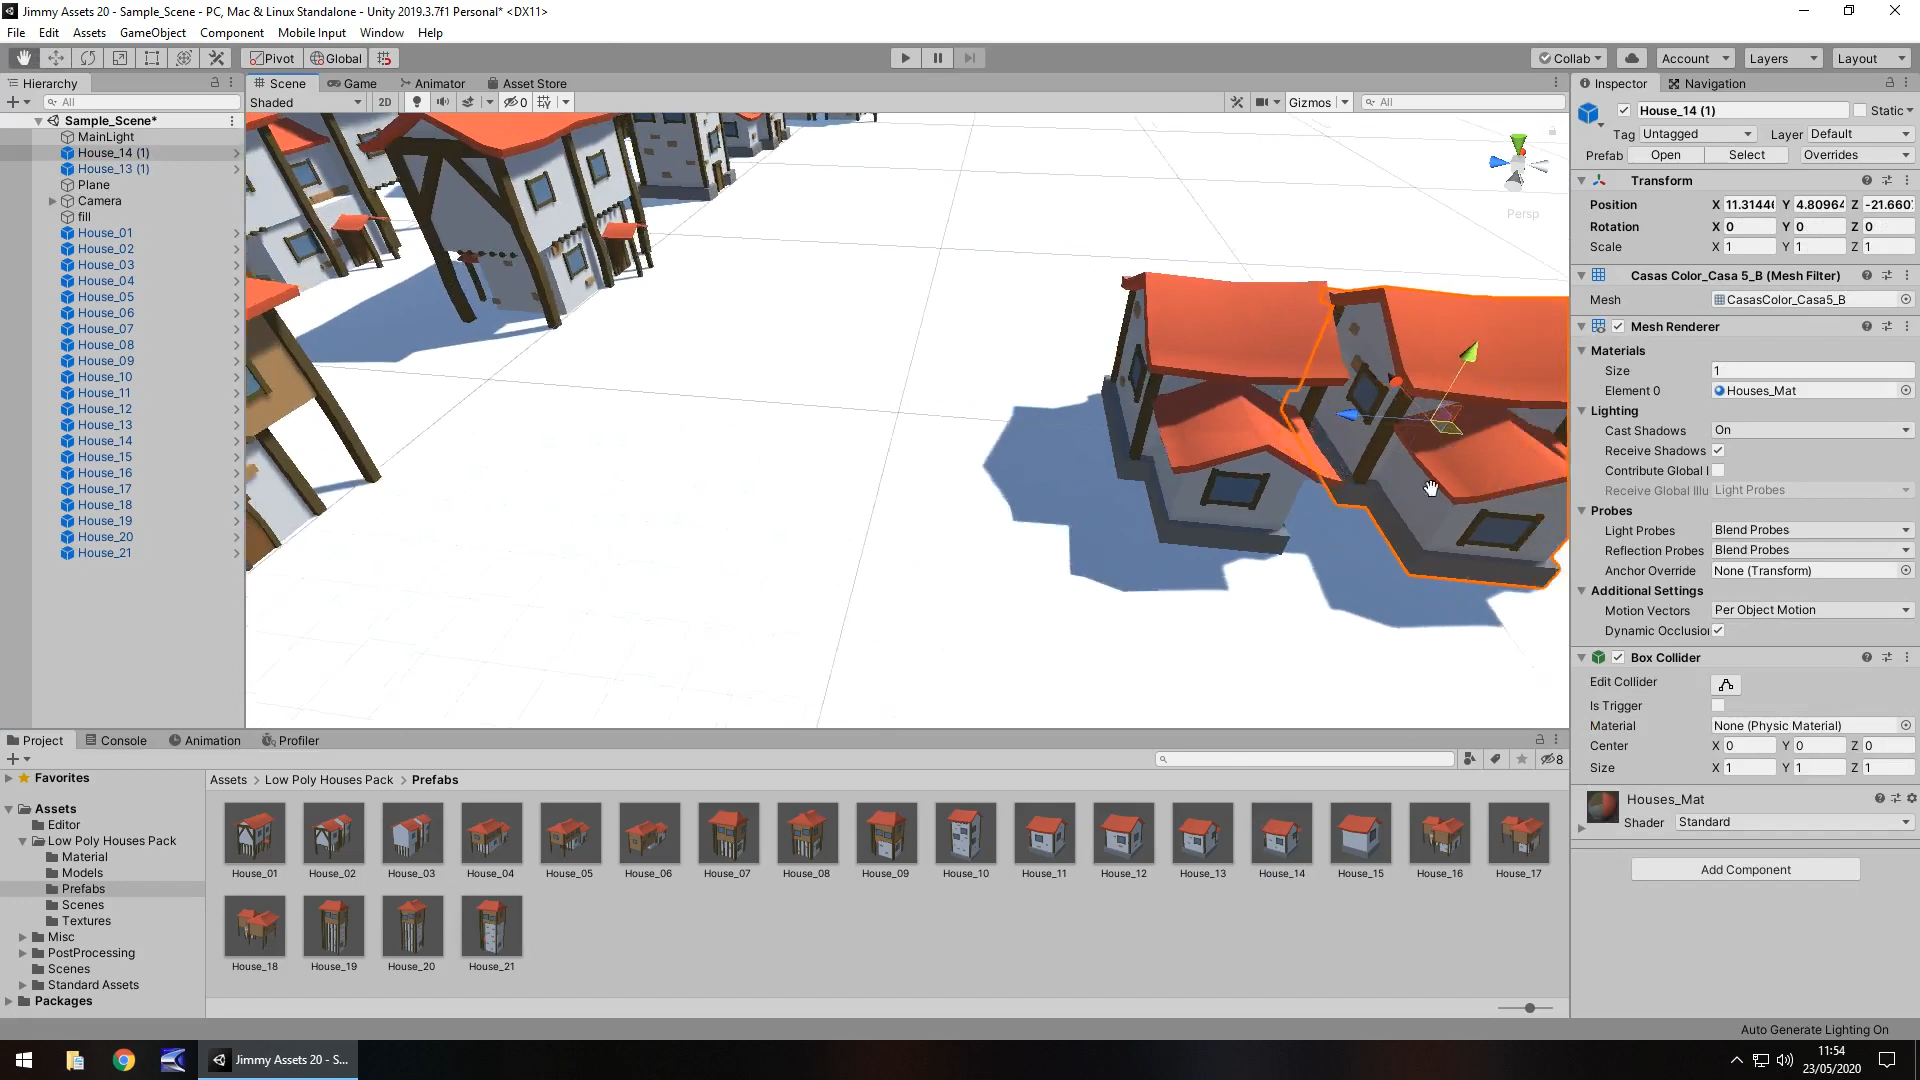 Jimmy Assets 20 - Sample_Scene - PC, Mac & Linux Standalone - Unity 2019.3.7f1 Personal* <DX11>
File Edit Assets GameObject Component Mobile Input Window Help
Pivot Global Collab Account Layers Layout
Hierarchy
All
Sample_Scene*
MainLight
House_14 (1)
House_13 (1)
Plane
Camera
fill
House_01
House_02
House_03
House_04
House_05
House_06
House_07
House_08
House_09
House_10
House_11
House_12
House_13
House_14
House_15
House_16
House_17
House_18
House_19
House_20
House_21
Scene Game Animator Asset Store
Shaded 2D 0 Gizmos All
Persp
Inspector Navigation
House_14 (1) Static
Tag Untagged Layer Default
Prefab Open Select Overrides
Transform
Position X 11.3144 Y 4.8096 Z -21.660
Rotation X 0 Y 0 Z 0
Scale X 1 Y 1 Z 1
Casas Color_Casa 5_B (Mesh Filter)
Mesh CasasColor_Casa5_B
Mesh Renderer
Materials
Size 1
Element 0 Houses_Mat
Lighting
Cast Shadows On
Receive Shadows
Contribute Global I
Receive Global Illu Light Probes
Probes
Light Probes Blend Probes
Reflection Probes Blend Probes
Anchor Override None (Transform)
Additional Settings
Motion Vectors Per Object Motion
Dynamic Occlusio
Box Collider
Edit Collider
Is Trigger
Material None (Physic Material)
Center X 0 Y 0 Z 0
Size X 1 Y 1 Z 1
Houses_Mat
Shader Standard
Add Component
Project Console Animation Profiler
8
Favorites
Assets
Editor
Low Poly Houses Pack
Material
Models
Prefabs
Scenes
Textures
Misc
PostProcessing
Scenes
Standard Assets
Packages
Assets > Low Poly Houses Pack > Prefabs
House_01 House_02 House_03 House_04 House_05 House_06 House_07 House_08 House_09 House_10 House_11 House_12 House_13 House_14 House_15 House_16 House_17
House_18 House_19 House_20 House_21
Auto Generate Lighting On
Jimmy Assets 20 - S...
11:54
23/05/2020